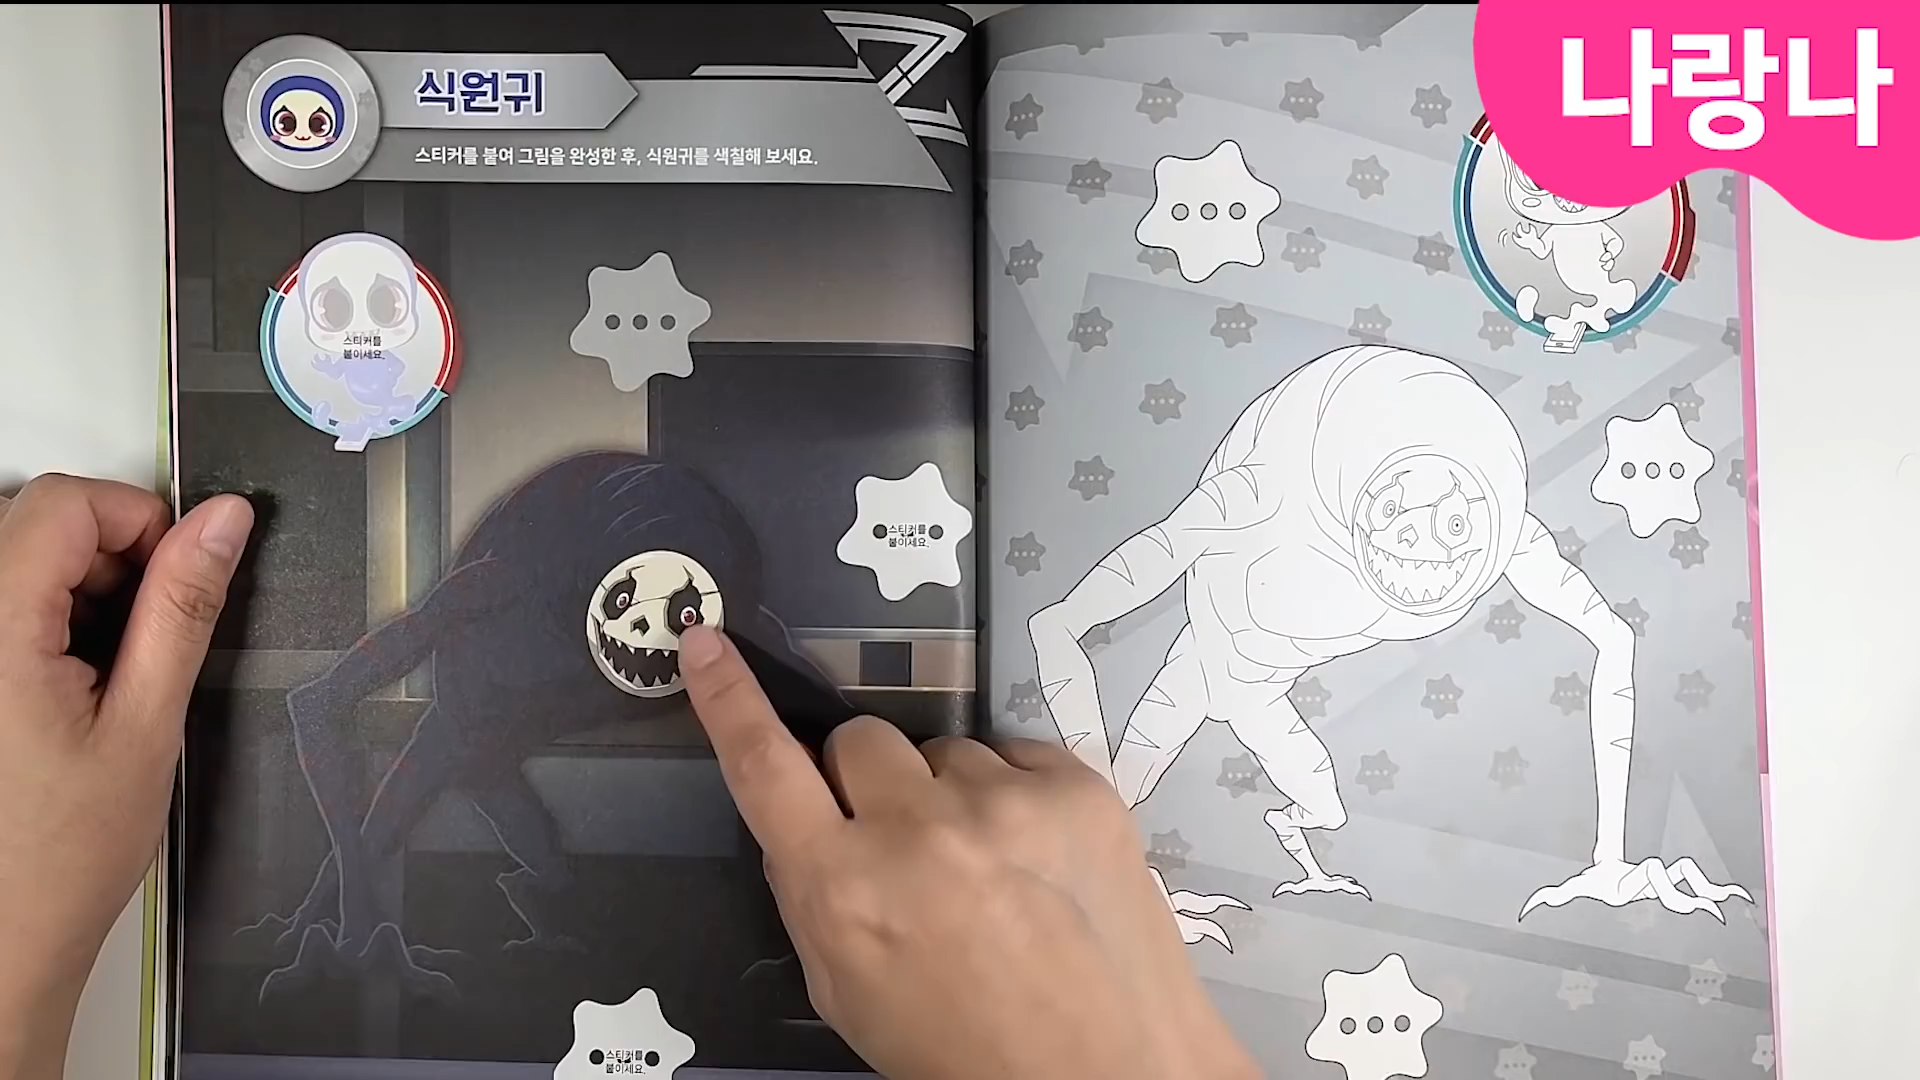 나랑나
식원귀
스티커를 붙여 그림을 완성한 후, 식원귀를 색칠해 보세요.
스티커를
붙이세요.
스티커를
붙이세요.
스티커를
붙이세요.